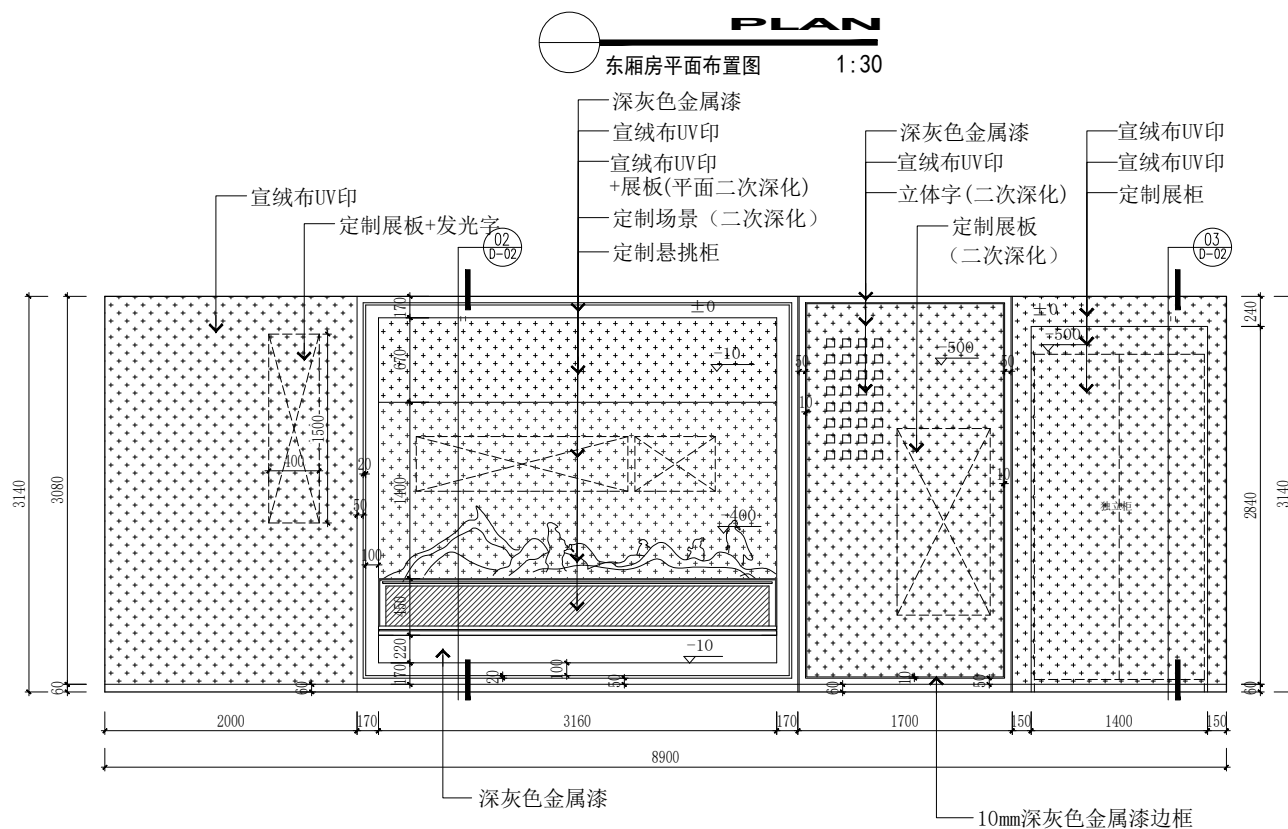 PLAN
东厢房平面布置图 1:30
深灰色金属漆
宣绒布UV印
宣绒布UV印
+展板(平面二次深化)
定制场景（二次深化）
定制悬挑柜
深灰色金属漆
宣绒布UV印
立体字(二次深化)
定制展板
（二次深化）
宣绒布UV印
宣绒布UV印
定制展柜
宣绒布UV印
定制展板+发光字
02
D-02
03
D-02
170
±0
±0
240
-500
-500
-10
670
50
50
10
1500
400
20
1400
10
3140
3080
50
-400
独立柜
2840
3140
100
450
220
-10
170
20
100
50
10
50
60
60
60
60
2000
170
3160
170
1700
150
1400
150
8900
深灰色金属漆
10mm深灰色金属漆边框